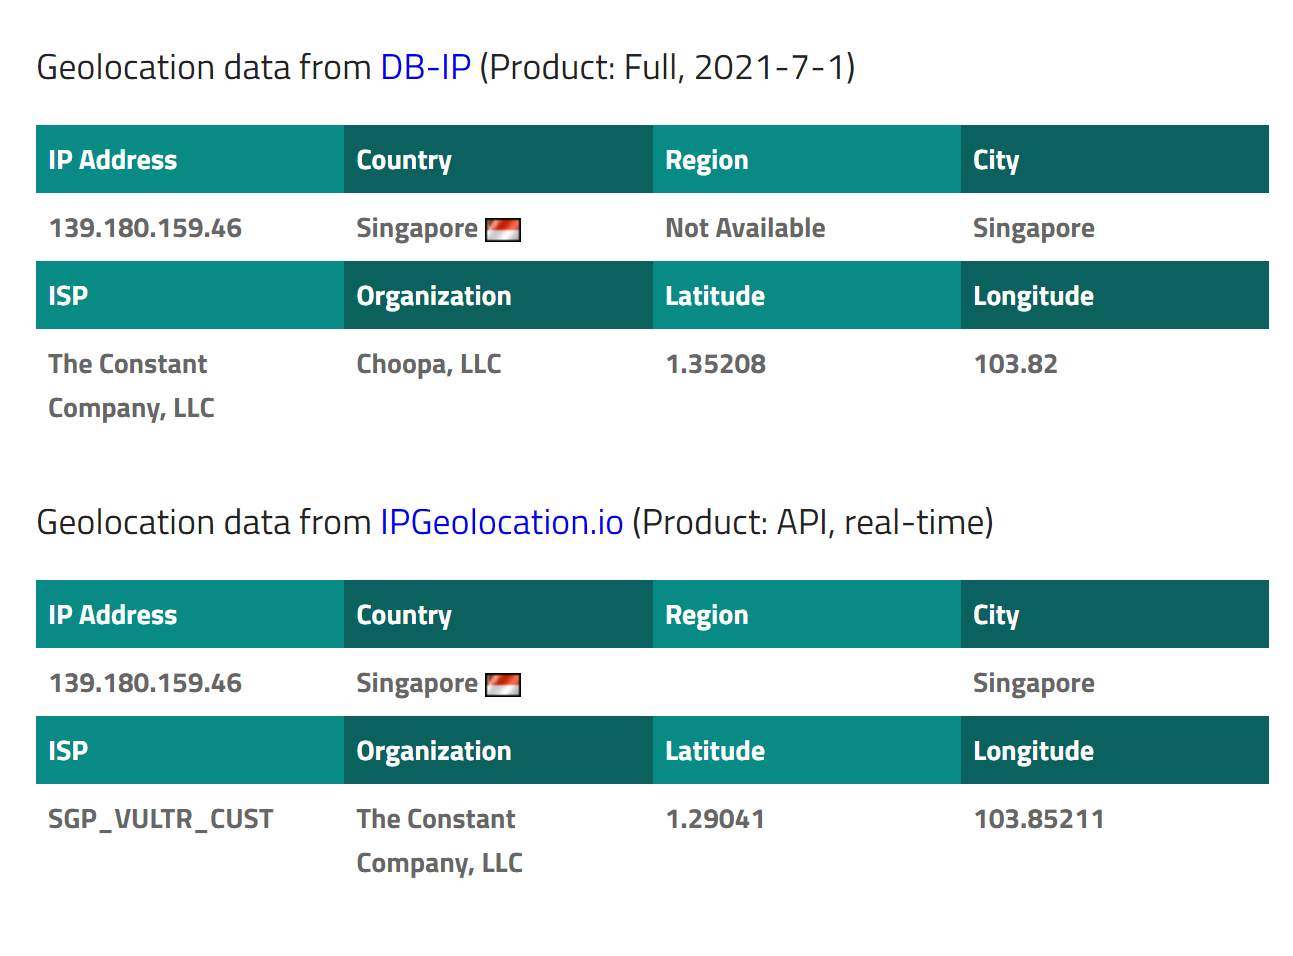 Geolocation data from DB-IP (Product: Full, 2021-7-1)
IP Address Country Region City
139.180.159.46 Singapore Not Available Singapore
ISP Organization Latitude Longitude
The Constant Choopa, LLC 1.35208 103.82
Company, LLC
Geolocation data from IPGeolocation.io (Product: API, real-time)
IP Address Country Region City
139.180.159.46 Singapore Singapore
ISP Organization Latitude Longitude
SGP_VULTR_CUST The Constant 1.29041 103.85211
Company, LLC